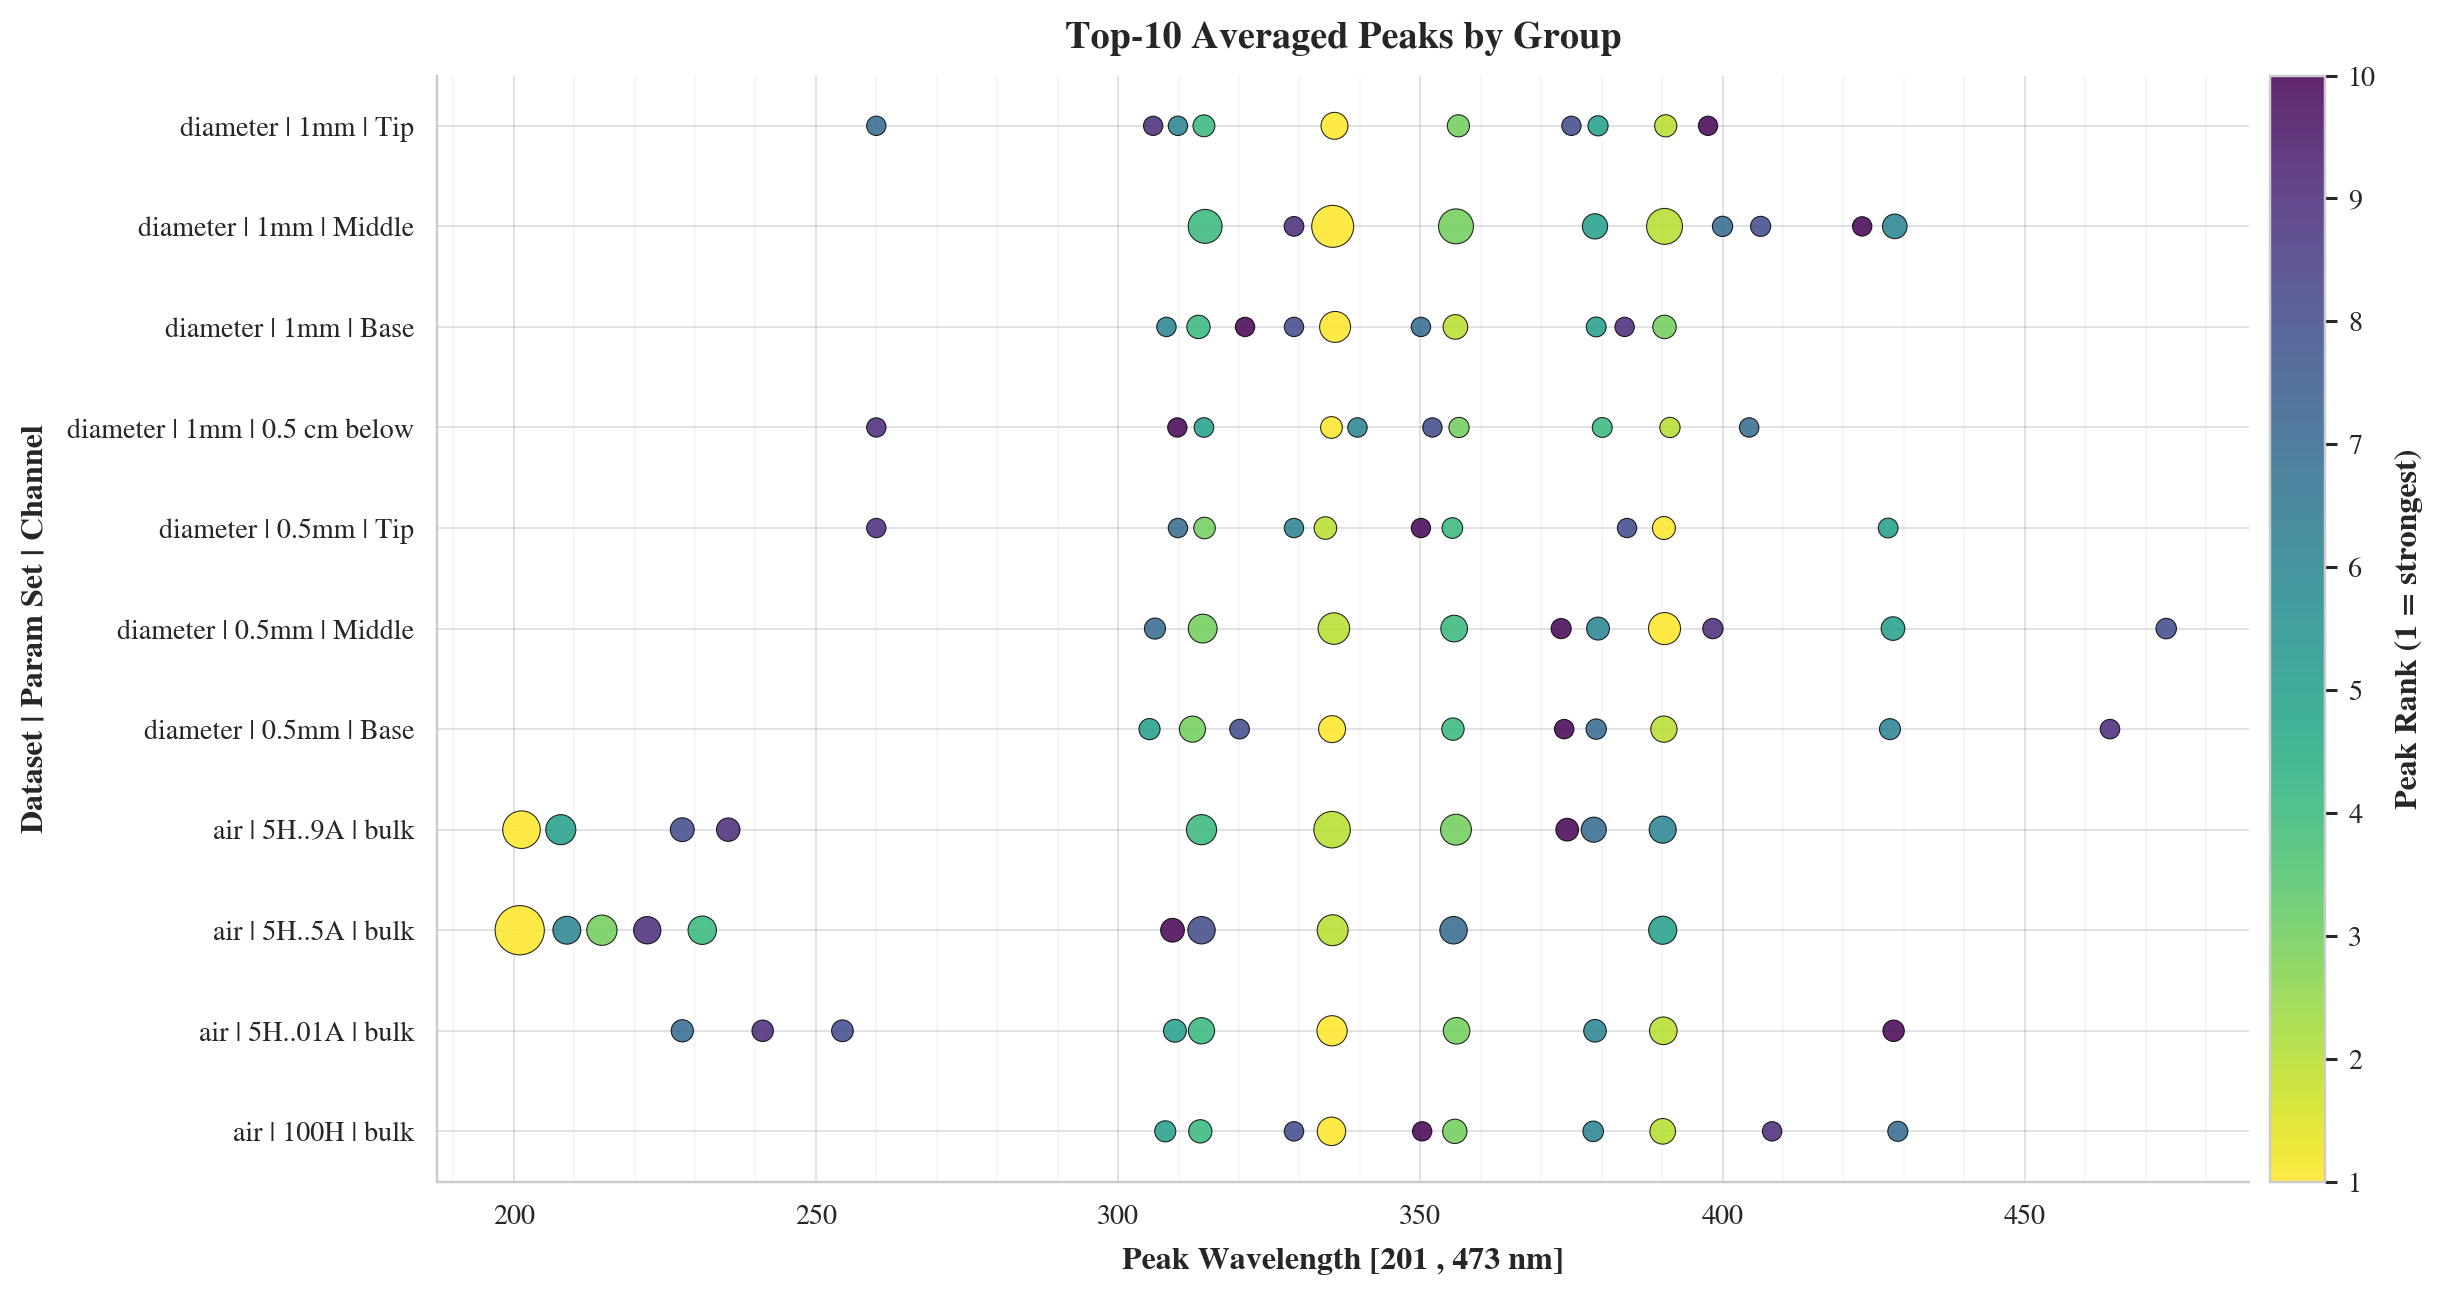 Top-10 Averaged Peaks by Group
Dataset | Param Set | Channel
diameter | 1mm | Tip
diameter | 1mm | Middle
diameter | 1mm | Base
diameter | 1mm | 0.5 cm below
diameter | 0.5mm | Tip
diameter | 0.5mm | Middle
diameter | 0.5mm | Base
air | 5H..9A | bulk
air | 5H..5A | bulk
air | 5H..01A | bulk
air | 100H | bulk
200 250 300 350 400 450
Peak Wavelength [201 , 473 nm]
10
9
8
7
6
5
4
3
2
1
Peak Rank (1 = strongest)